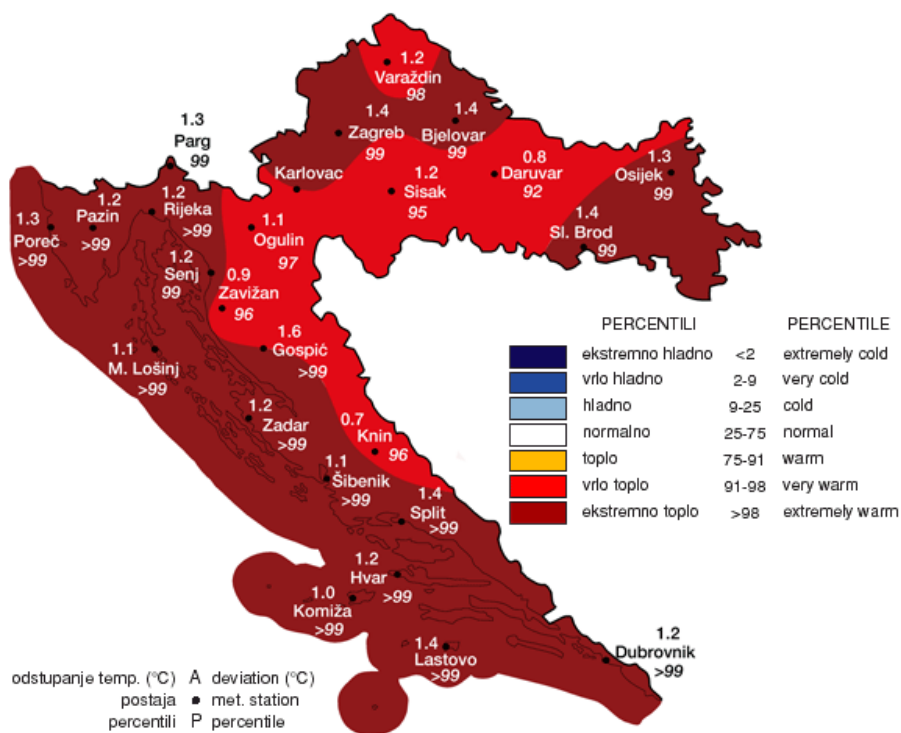 1.2
Varaždin
98
1.4
Zagreb
99
1.4
Bjelovar
99
1.3
Parg
99
Karlovac
1.2
Sisak
95
0.8
Daruvar
92
1.3
Osijek
99
1.4
Sl. Brod
99
1.3
Poreč
>99
1.2
Pazin
>99
1.2
Rijeka
>99
1.1
Ogulin
97
1.2
Senj
99
0.9
Zavižan
96
1.6
Gospić
>99
1.1
M. Lošinj
>99
1.2
Zadar
>99
0.7
Knin
96
1.1
Šibenik
>99
1.4
Split
>99
1.2
Hvar
>99
1.0
Komiža
>99
1.4
Lastovo
>99
1.2
Dubrovnik
>99
PERCENTILI PERCENTILE
ekstremno hladno <2 extremely cold
vrlo hladno 2-9 very cold
hladno 9-25 cold
normalno 25-75 normal
toplo 75-91 warm
vrlo toplo 91-98 very warm
ekstremno toplo >98 extremely warm
odstupanje temp. (°C) A deviation (°C)
postaja ● met. station
percentili P percentile